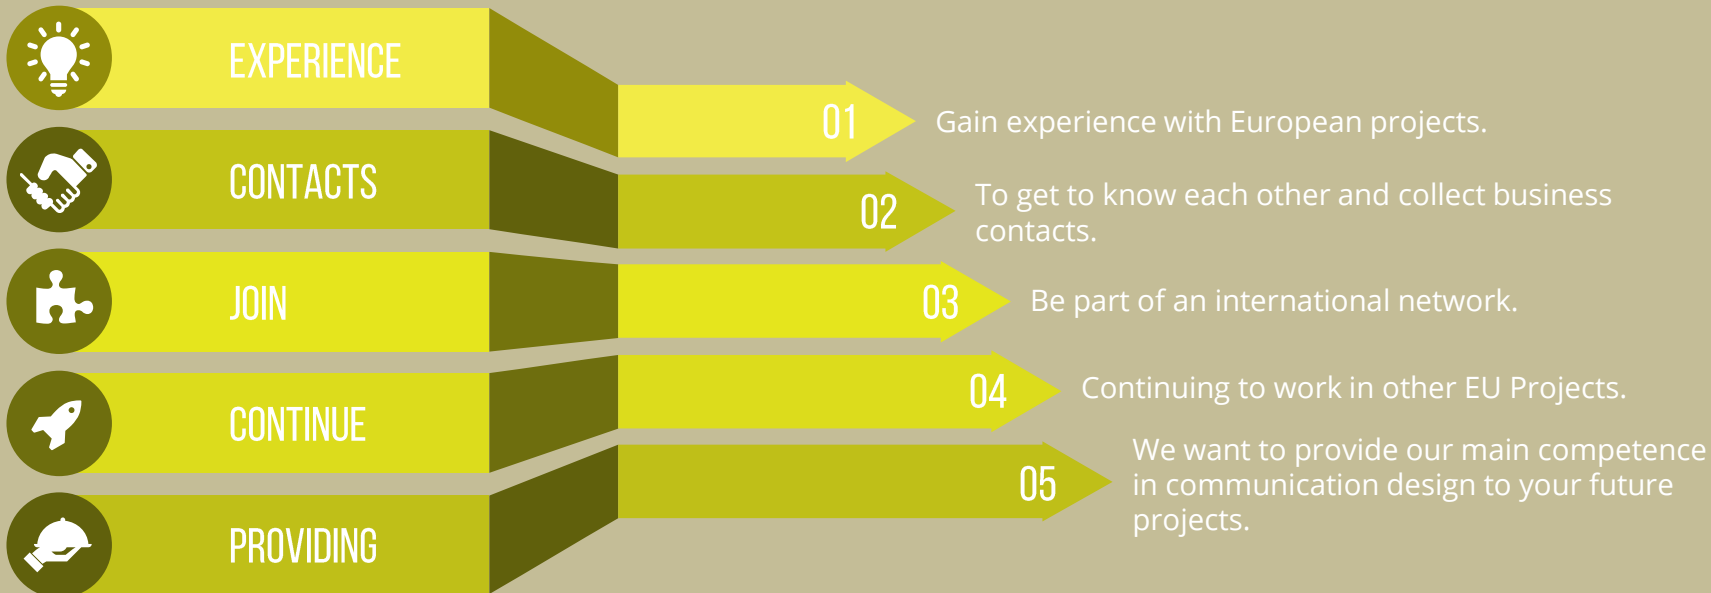 EXPERIENCE
01
Gain experience with European projects.
CONTACTS
02
To get to know each other and collect business
contacts.
JOIN
03
Be part of an international network.
CONTINUE
04
Continuing to work in other EU Projects.
PROVIDING
05
We want to provide our main competence
in communication design to your future
projects.